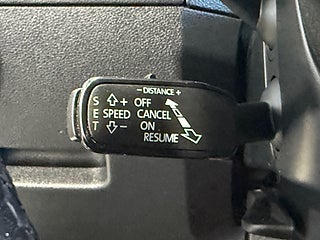 – DISTANCE +
S ⇧ + OFF
E SPEED CANCEL
T ⇩ – ON
RESUME